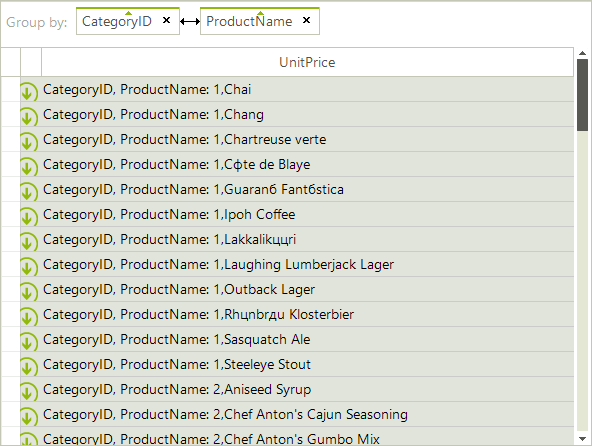 Group by: CategoryID × ProductName ×
UnitPrice
CategoryID, ProductName: 1,Chai
CategoryID, ProductName: 1,Chang
CategoryID, ProductName: 1,Chartreuse verte
CategoryID, ProductName: 1,Cфte de Blaye
CategoryID, ProductName: 1,Guaranб Fantбstica
CategoryID, ProductName: 1,Ipoh Coffee
CategoryID, ProductName: 1,Lakkalikццri
CategoryID, ProductName: 1,Laughing Lumberjack Lager
CategoryID, ProductName: 1,Outback Lager
CategoryID, ProductName: 1,Rhцnbrдu Klosterbier
CategoryID, ProductName: 1,Sasquatch Ale
CategoryID, ProductName: 1,Steeleye Stout
CategoryID, ProductName: 2,Aniseed Syrup
CategoryID, ProductName: 2,Chef Anton's Cajun Seasoning
CategoryID, ProductName: 2,Chef Anton's Gumbo Mix